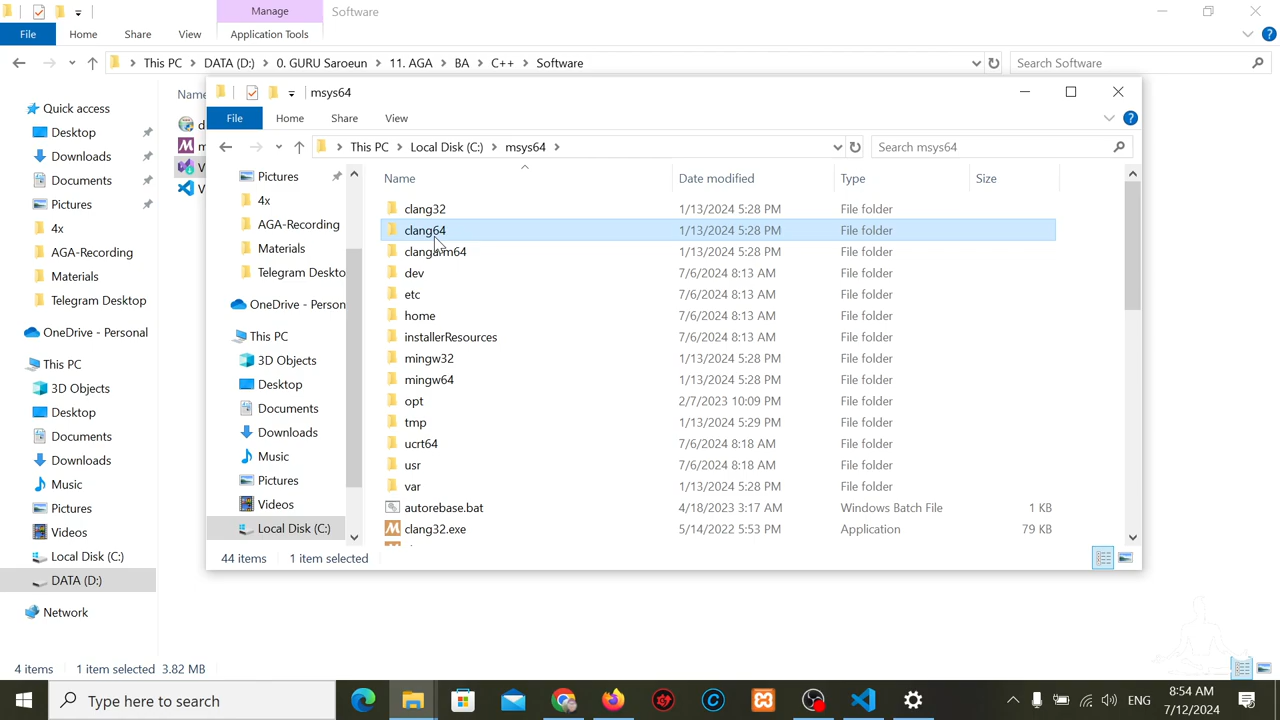 Manage
Software
File
Home
Share
View
Application Tools
This PC
DATA (D:)
0. GURU Saroeun
11. AGA
BA
C++
Software
Search Software
Quick access
Desktop
Downloads
Documents
Pictures
4x
AGA-Recording
Materials
Telegram Desktop
OneDrive - Personal
This PC
3D Objects
Desktop
Documents
Downloads
Music
Pictures
Videos
Local Disk (C:)
DATA (D:)
Network
msys64
File
Home
Share
View
This PC
Local Disk (C:)
msys64
Search msys64
Pictures
4x
AGA-Recording
Materials
Telegram Deskto
OneDrive - Person
This PC
3D Objects
Desktop
Documents
Downloads
Music
Pictures
Videos
Local Disk (C:)
Name Date modified Type Size
clang32 1/13/2024 5:28 PM File folder
clang64 1/13/2024 5:28 PM File folder
clangarm64 1/13/2024 5:28 PM File folder
dev 7/6/2024 8:13 AM File folder
etc 7/6/2024 8:13 AM File folder
home 7/6/2024 8:13 AM File folder
installerResources 7/6/2024 8:13 AM File folder
mingw32 1/13/2024 5:28 PM File folder
mingw64 1/13/2024 5:28 PM File folder
opt 2/7/2023 10:09 PM File folder
tmp 1/13/2024 5:29 PM File folder
ucrt64 7/6/2024 8:18 AM File folder
usr 7/6/2024 8:18 AM File folder
var 1/13/2024 5:28 PM File folder
autorebase.bat 4/18/2023 3:17 AM Windows Batch File 1 KB
clang32.exe 5/14/2022 5:53 PM Application 79 KB
44 items 1 item selected
4 items 1 item selected 3.82 MB
Type here to search
ENG
8:54 AM
7/12/2024